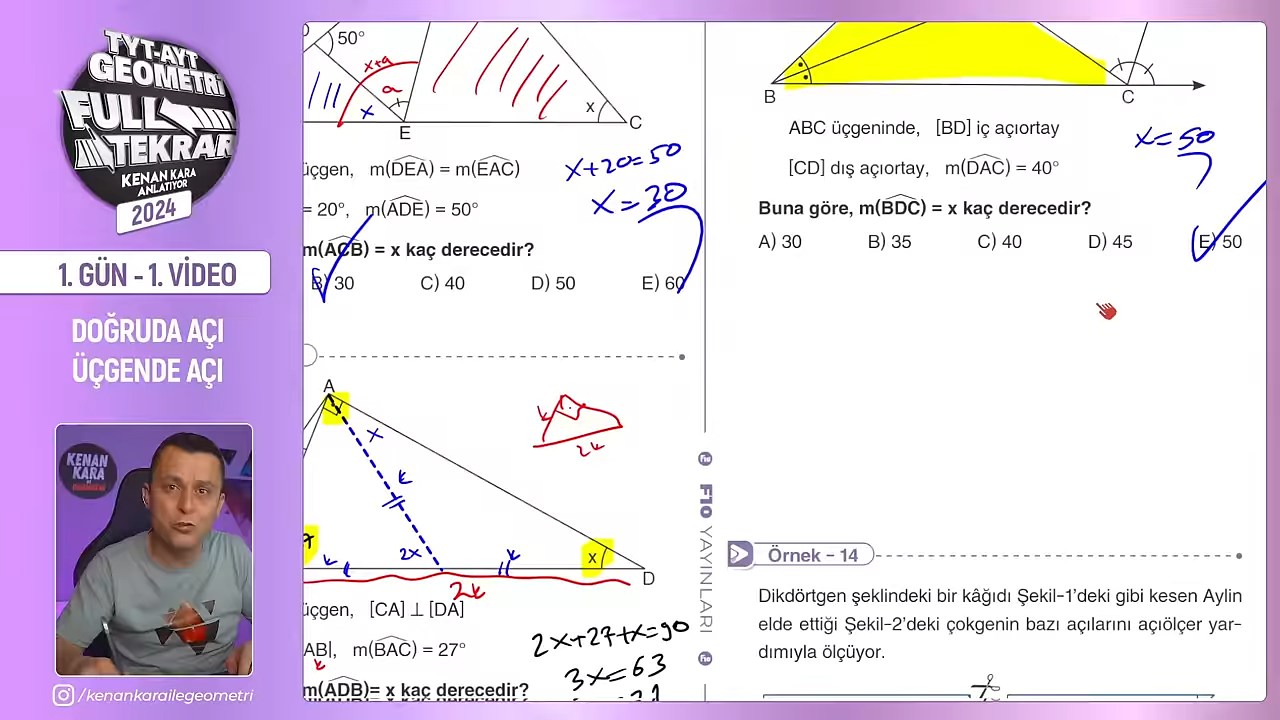 TYT-AYT
GEOMETRİ
FULL
TEKRAR
KENAN KARA
ANLATIYOR
2024
1. GÜN - 1. VİDEO
DOĞRUDA AÇI
ÜÇGENDE AÇI
KENAN
KARA
/kenankarailegeometri
50°
x+a
a
x
x
E
C
üçgen, m(DEA) = m(EAC)
= 20°, m(ADE) = 50°
m(ACB) = x kaç derecedir?
B) 30 C) 40 D) 50 E) 60
x+20=50
x=30
A
x
k
k
2k
k
2x
k
x
D
2k
üçgen, [CA] ⊥ [DA]
AB|, m(BAC) = 27°
k
m(ADB)= x kaç derecedir?
2x+27+x=90
3x=63
B
C
ABC üçgeninde, [BD] iç açıortay
[CD] dış açıortay, m(DAC) = 40°
Buna göre, m(BDC) = x kaç derecedir?
A) 30 B) 35 C) 40 D) 45 E) 50
x=50
F10 YAYINLARI
Örnek - 14
Dikdörtgen şeklindeki bir kâğıdı Şekil-1'deki gibi kesen Aylin
elde ettiği Şekil-2'deki çokgenin bazı açılarını açıölçer yar-
dımıyla ölçüyor.